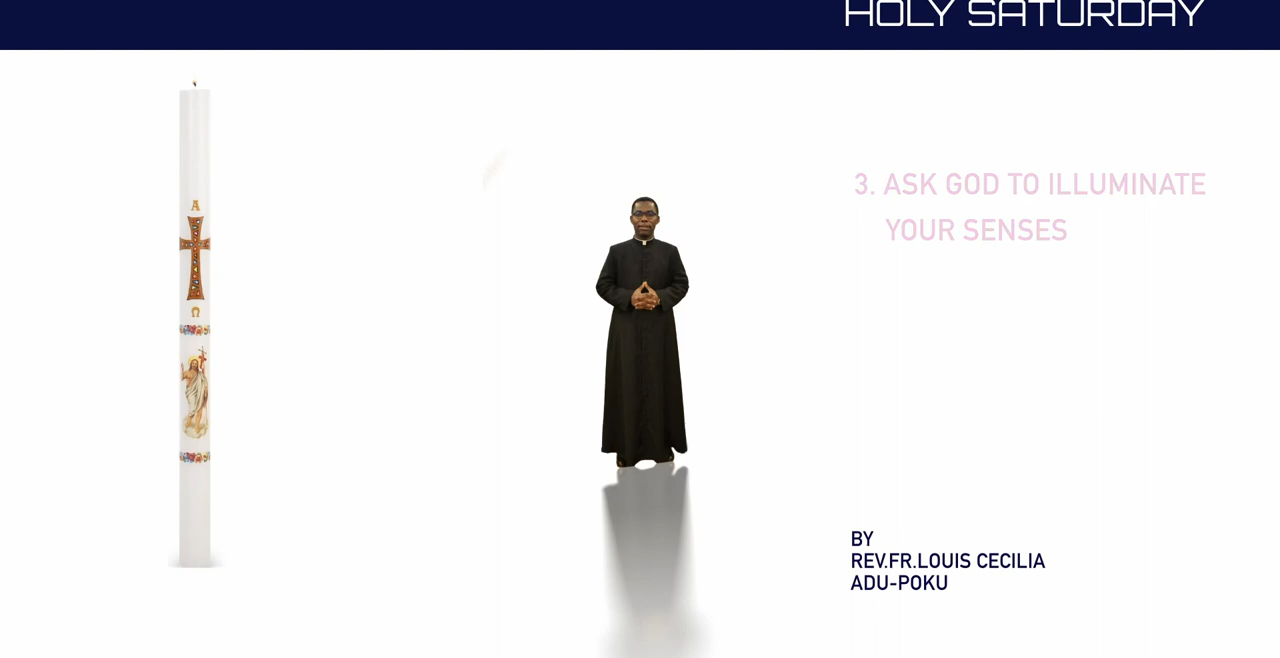 HOLY SATURDAY
Α
Ω
3. ASK GOD TO ILLUMINATE
YOUR SENSES
BY
REV.FR.LOUIS CECILIA
ADU-POKU